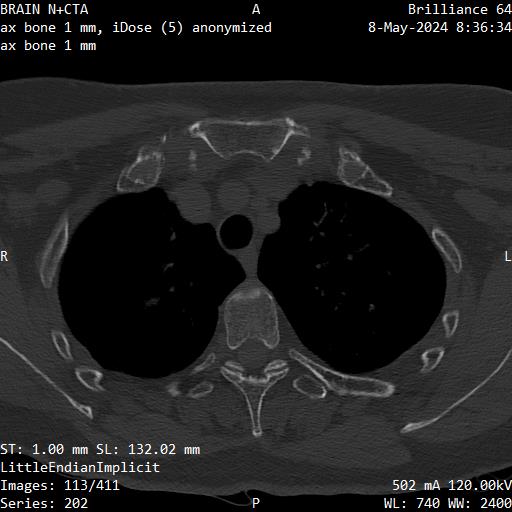 BRAIN N+CTA A Brilliance 64
ax bone 1 mm, iDose (5) anonymized 8-May-2024 8:36:34
ax bone 1 mm
R L
ST: 1.00 mm SL: 132.02 mm
LittleEndianImplicit
Images: 113/411 502 mA 120.00kV
Series: 202 P WL: 740 WW: 2400